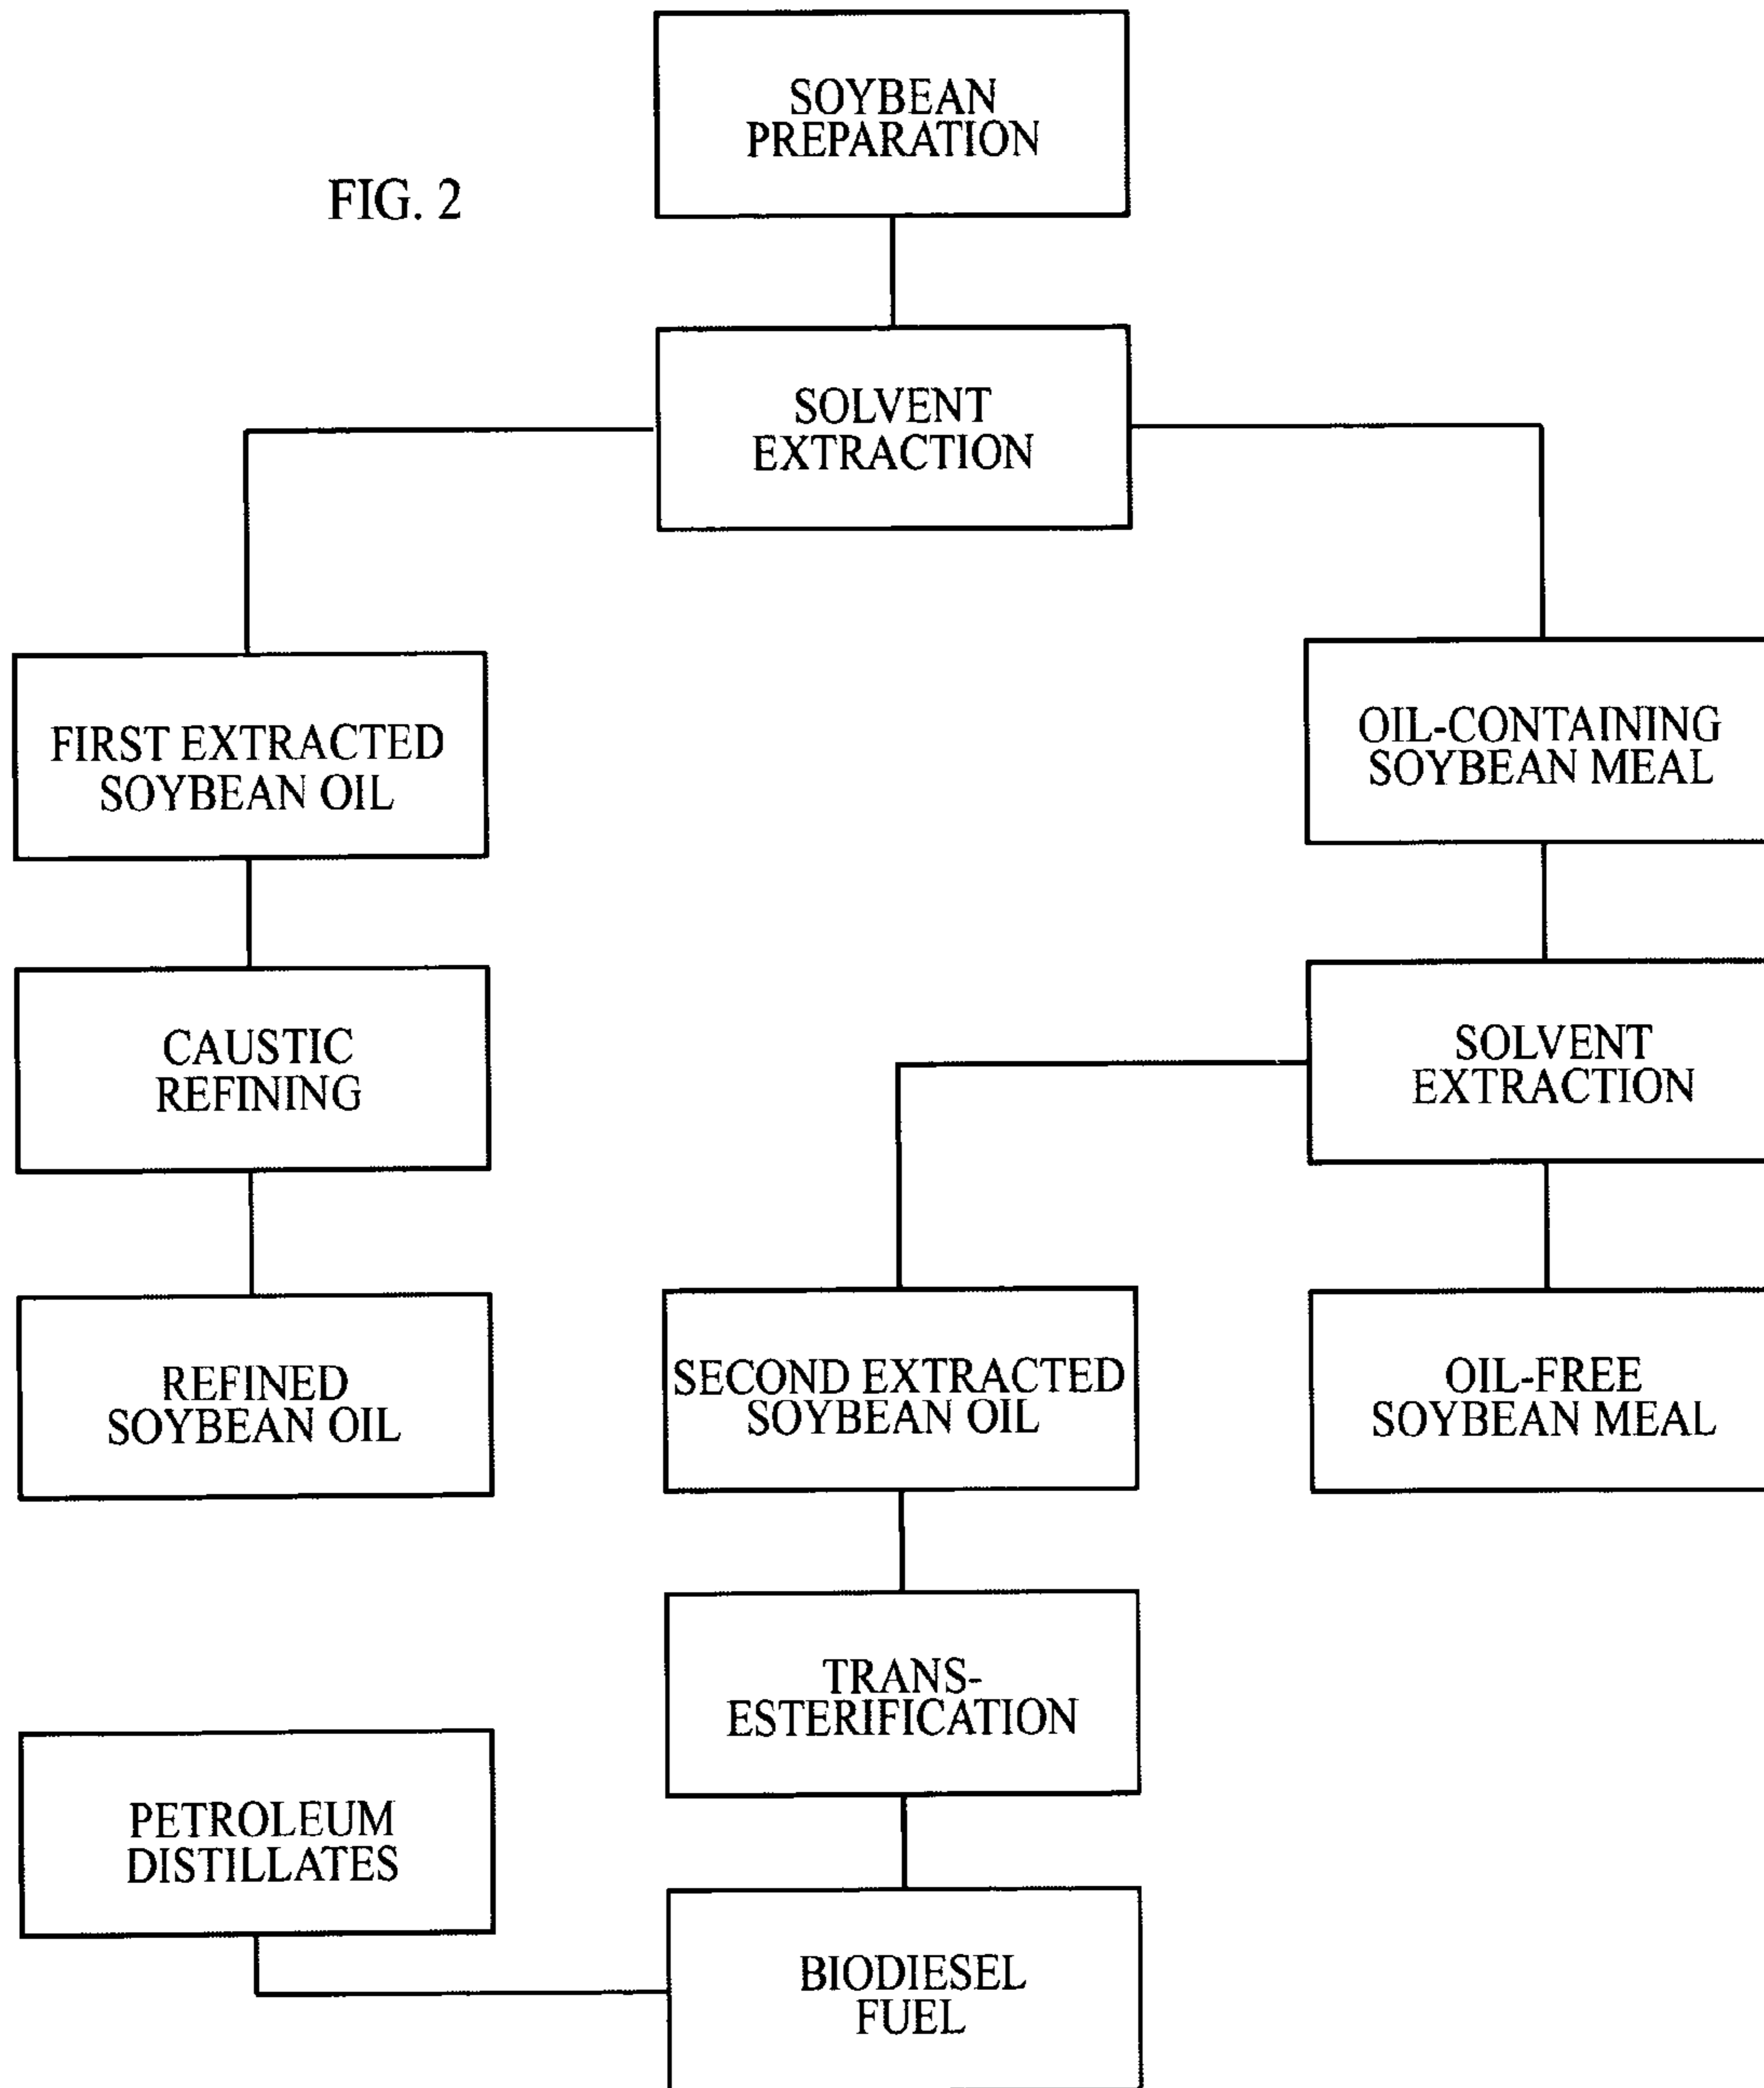 SOYBEAN
PREPARATION
FIG. 2
SOLVENT
EXTRACTION
FIRST EXTRACTED
SOYBEAN OIL
OIL-CONTAINING
SOYBEAN MEAL
CAUSTIC
REFINING
SOLVENT
EXTRACTION
REFINED
SOYBEAN OIL
SECOND EXTRACTED
SOYBEAN OIL
OIL-FREE
SOYBEAN MEAL
TRANS-
ESTERIFICATION
PETROLEUM
DISTILLATES
BIODIESEL
FUEL